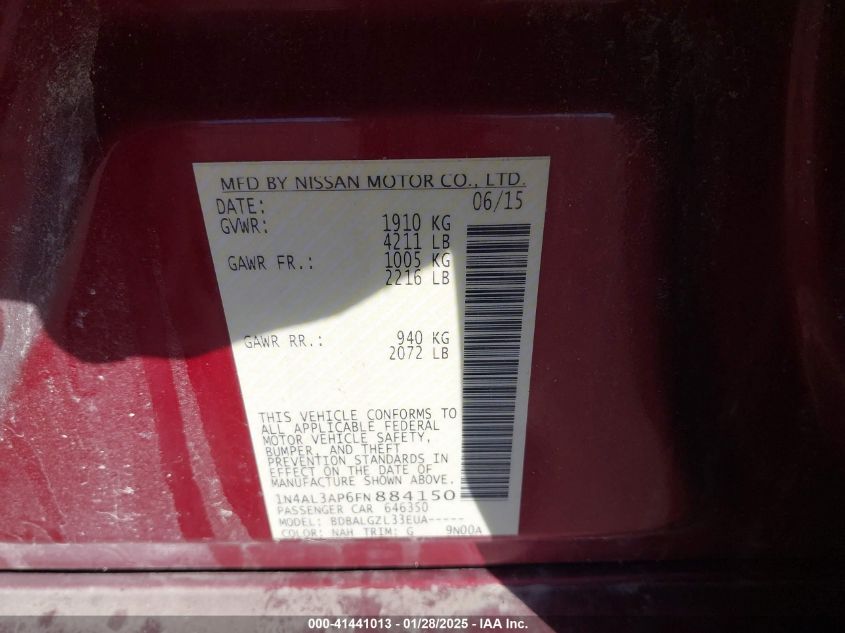 MFD BY NISSAN MOTOR CO., LTD.
DATE: 06/15
GVWR: 1910 KG
4211 LB
GAWR FR.: 1005 KG
2216 LB
GAWR RR.: 940 KG
2072 LB
THIS VEHICLE CONFORMS TO
ALL APPLICABLE FEDERAL
MOTOR VEHICLE SAFETY,
BUMPER, AND THEFT
PREVENTION STANDARDS IN
EFFECT ON THE DATE OF
MANUFACTURE SHOWN ABOVE.
1N4AL3AP6FN884150
PASSENGER CAR 646350
MODEL: BDBALGZL33EUA-----
COLOR: NAH TRIM: G 9N00A
000-41441013 - 01/28/2025 - IAA Inc.